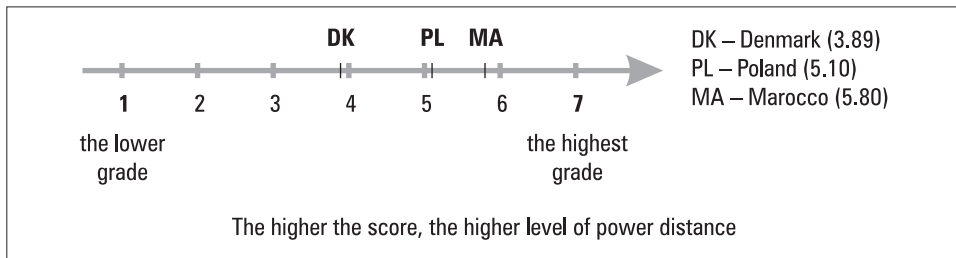 DK PL MA
1 2 3 4 5 6 7
the lower
grade
the highest
grade
DK – Denmark (3.89)
PL – Poland (5.10)
MA – Marocco (5.80)
The higher the score, the higher level of power distance